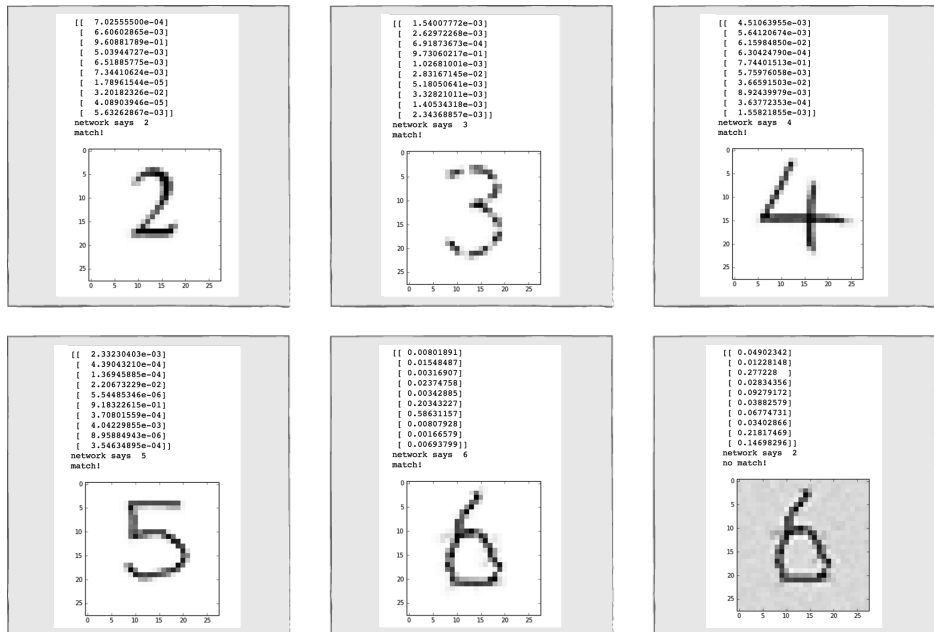 [[ 7.02555500e-04]
[ 6.60602865e-03]
[ 9.60881789e-01]
[ 5.03944727e-03]
[ 6.51885775e-03]
[ 7.34410624e-03]
[ 1.78961544e-05]
[ 3.20182326e-02]
[ 4.08903946e-05]
[ 5.63262867e-03]]
network says 2
match!
0
5
10
15
20
25
0 5 10 15 20 25
2
[[ 1.54007772e-03]
[ 2.62972268e-03]
[ 6.91873673e-04]
[ 9.73060217e-01]
[ 1.02681001e-03]
[ 2.83167145e-02]
[ 5.18050641e-03]
[ 3.32821011e-03]
[ 1.40534318e-03]
[ 2.34368857e-03]]
network says 3
match!
0
5
10
15
20
25
0 5 10 15 20 25
3
[[ 4.51063955e-03]
[ 5.64120674e-03]
[ 6.15984850e-02]
[ 6.30424790e-04]
[ 7.74401513e-01]
[ 5.75976058e-03]
[ 3.66591503e-02]
[ 8.92439979e-03]
[ 3.63772353e-04]
[ 1.55821855e-03]]
network says 4
match!
0
5
10
15
20
25
0 5 10 15 20 25
4
[[ 2.33230403e-03]
[ 4.39043210e-04]
[ 1.36945885e-04]
[ 2.20673229e-02]
[ 5.54485346e-06]
[ 9.18322615e-01]
[ 3.70801559e-04]
[ 4.04229855e-03]
[ 8.95884943e-06]
[ 3.54634895e-04]]
network says 5
match!
0
5
10
15
20
25
0 5 10 15 20 25
5
[[ 0.00801891]
[ 0.01548487]
[ 0.00316907]
[ 0.02374758]
[ 0.00342885]
[ 0.20343227]
[ 0.58631157]
[ 0.00807928]
[ 0.00166579]
[ 0.00693799]]
network says 6
match!
0
5
10
15
20
25
0 5 10 15 20 25
6
[[ 0.04902342]
[ 0.01228148]
[ 0.277228 ]
[ 0.02834356]
[ 0.09279172]
[ 0.03882579]
[ 0.06774731]
[ 0.03402866]
[ 0.21817469]
[ 0.14698296]]
network says 2
no match!
0
5
10
15
20
25
0 5 10 15 20 25
6